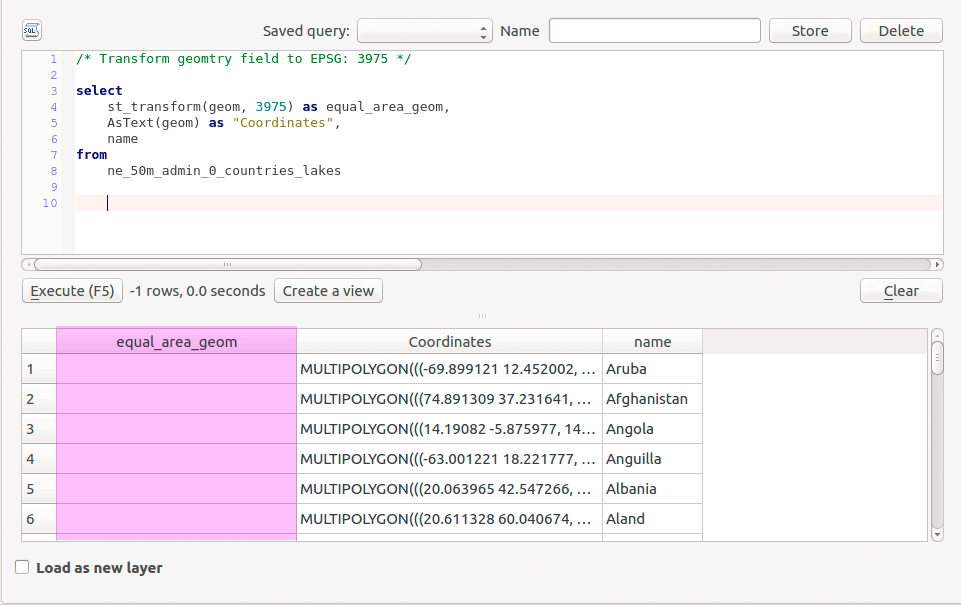 SQL
Saved query: Name Store Delete
1 /* Transform geomtry field to EPSG: 3975 */
2
3 select
4 st_transform(geom, 3975) as equal_area_geom,
5 AsText(geom) as "Coordinates",
6 name
7 from
8 ne_50m_admin_0_countries_lakes
9
10
Execute (F5) -1 rows, 0.0 seconds Create a view Clear
equal_area_geom Coordinates name
1 MULTIPOLYGON(((-69.899121 12.452002, ... Aruba
2 MULTIPOLYGON(((74.891309 37.231641, ... Afghanistan
3 MULTIPOLYGON(((14.19082 -5.875977, 14... Angola
4 MULTIPOLYGON(((-63.001221 18.221777, ... Anguilla
5 MULTIPOLYGON(((20.063965 42.547266, ... Albania
6 MULTIPOLYGON(((20.611328 60.040674, ... Aland
Load as new layer